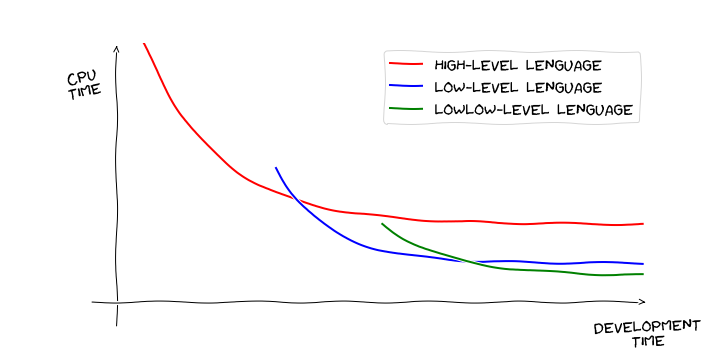 CPU
TIME
HIGH-LEVEL LENGUAGE
LOW-LEVEL LENGUAGE
LOWLOW-LEVEL LENGUAGE
DEVELOPMENT
TIME